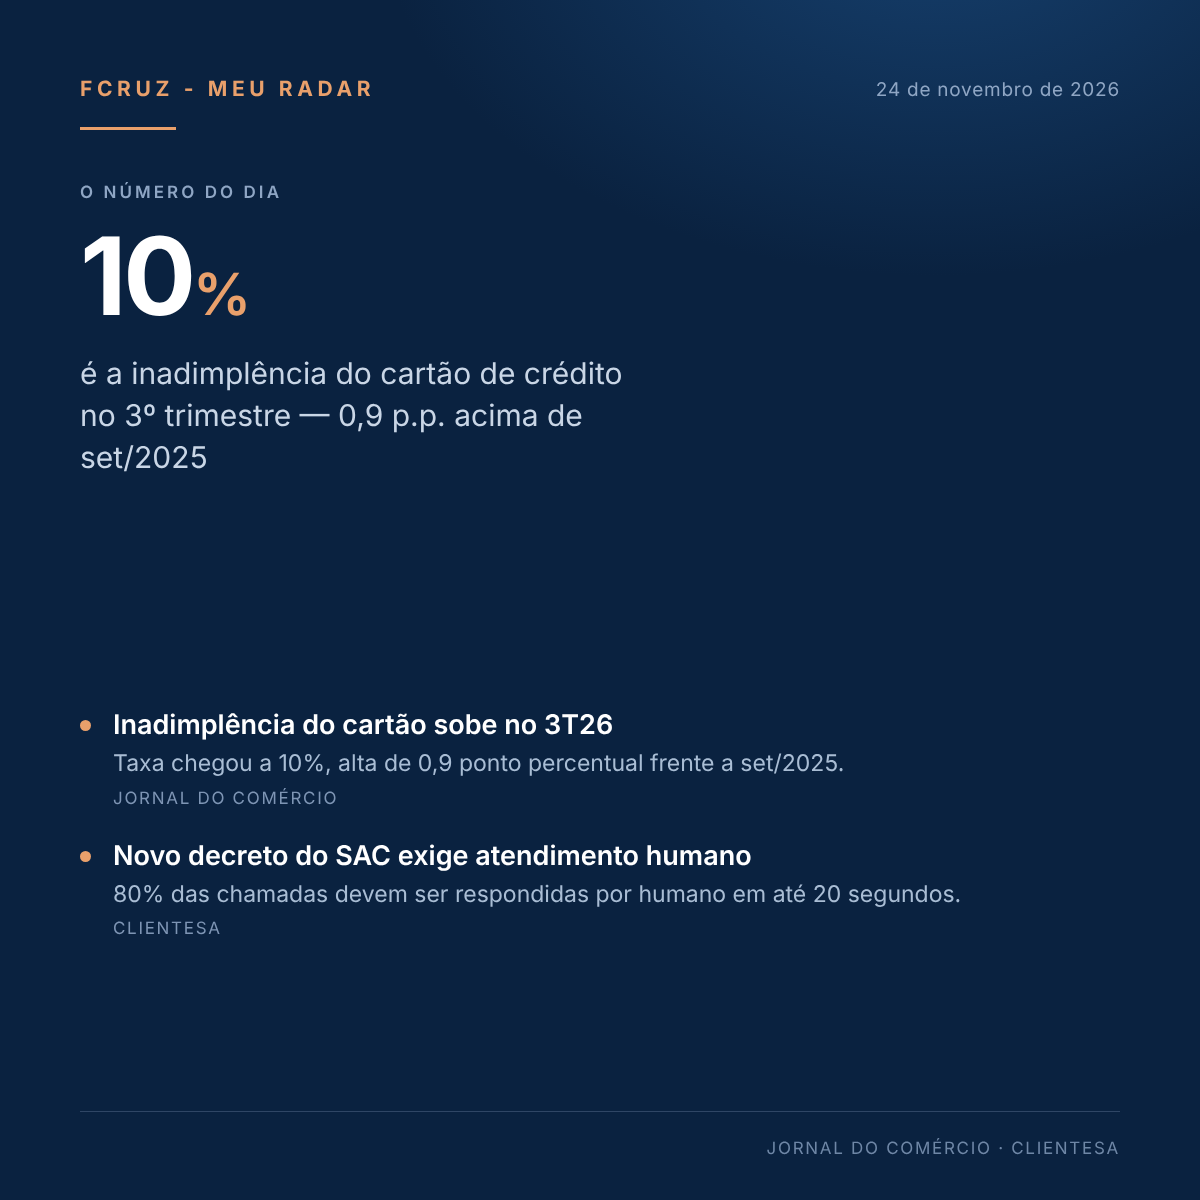 FCRUZ - MEU RADAR
24 de novembro de 2026
O NÚMERO DO DIA
10%
é a inadimplência do cartão de crédito
no 3º trimestre — 0,9 p.p. acima de
set/2025
Inadimplência do cartão sobe no 3T26
Taxa chegou a 10%, alta de 0,9 ponto percentual frente a set/2025.
JORNAL DO COMÉRCIO
Novo decreto do SAC exige atendimento humano
80% das chamadas devem ser respondidas por humano em até 20 segundos.
CLIENTESA
JORNAL DO COMÉRCIO · CLIENTESA